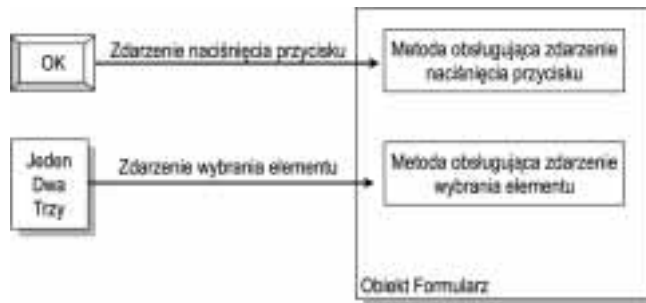 OK
Zdarzenie naciśnięcia przycisku
Metoda obsługująca zdarzenie
naciśnięcia przycisku
Jeden
Dwa
Trzy
Zdarzenie wybrania elementu
Metoda obsługująca zdarzenie
wybrania elementu
Obiekt Formularz